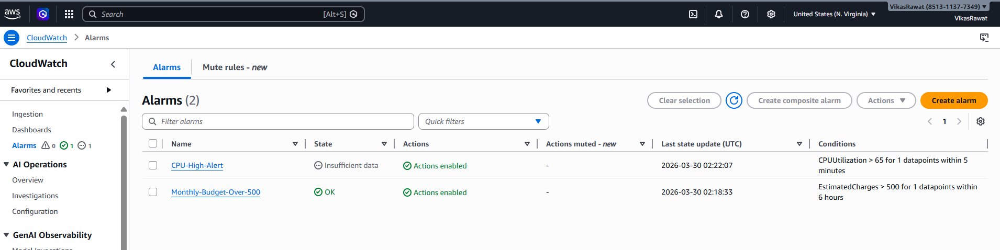 aws
Search
[Alt+S]
United States (N. Virginia)
VikasRawat (8513-1137-7349)
VikasRawat
CloudWatch
Alarms
CloudWatch
Favorites and recents
Ingestion
Dashboards
Alarms 0 1 1
AI Operations
Overview
Investigations
Configuration
GenAI Observability
Model Invocations
Alarms
Mute rules - new
Alarms (2)
Clear selection
Create composite alarm
Actions
Create alarm
Filter alarms
Quick filters
1
Name
State
Actions
Actions muted - new
Last state update (UTC)
Conditions
CPU-High-Alert
Insufficient data
Actions enabled
-
2026-03-30 02:22:07
CPUUtilization > 65 for 1 datapoints within 5
minutes
Monthly-Budget-Over-500
OK
Actions enabled
-
2026-03-30 02:18:33
EstimatedCharges > 500 for 1 datapoints within
6 hours